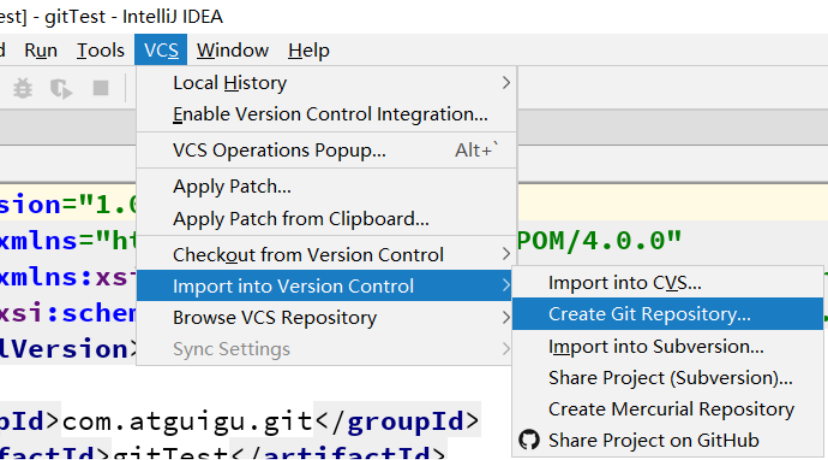 est] - gitTest - IntelliJ IDEA
Run Tools VCS Window Help
Local History
Enable Version Control Integration...
VCS Operations Popup... Alt+`
Apply Patch...
Apply Patch from Clipboard...
Checkout from Version Control
Import into Version Control
Browse VCS Repository
Sync Settings
Import into CVS...
Create Git Repository...
Import into Subversion...
Share Project (Subversion)...
Create Mercurial Repository
Share Project on GitHub
sion="1.0
xmlns="ht POM/4.0.0"
xmlns:xsi
xsi:schem
lVersion>
pId>com.atguigu.git</groupId>
ifactId>gitTest</artifactId>